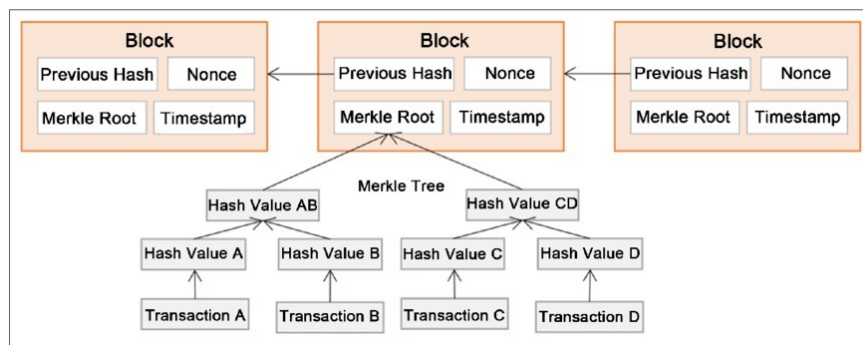 Block
Block
Block
Previous Hash
Nonce
Previous Hash
Nonce
Previous Hash
Nonce
Merkle Root
Timestamp
Merkle Root
Timestamp
Merkle Root
Timestamp
Merkle Tree
Hash Value AB
Hash Value CD
Hash Value A
Hash Value B
Hash Value C
Hash Value D
Transaction A
Transaction B
Transaction C
Transaction D